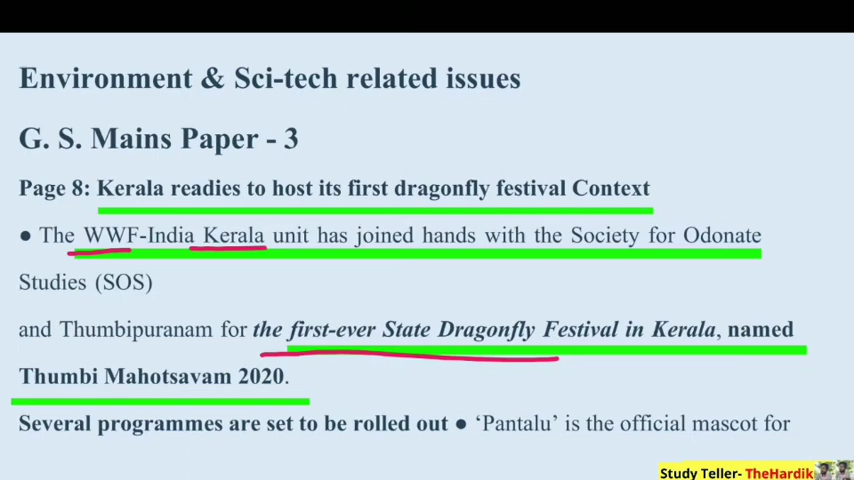 Environment & Sci-tech related issues
G. S. Mains Paper - 3
Page 8: Kerala readies to host its first dragonfly festival Context
● The WWF-India Kerala unit has joined hands with the Society for Odonate
Studies (SOS)
and Thumbipuranam for the first-ever State Dragonfly Festival in Kerala, named
Thumbi Mahotsavam 2020.
Several programmes are set to be rolled out ● ‘Pantalu’ is the official mascot for
Study Teller- TheHardik